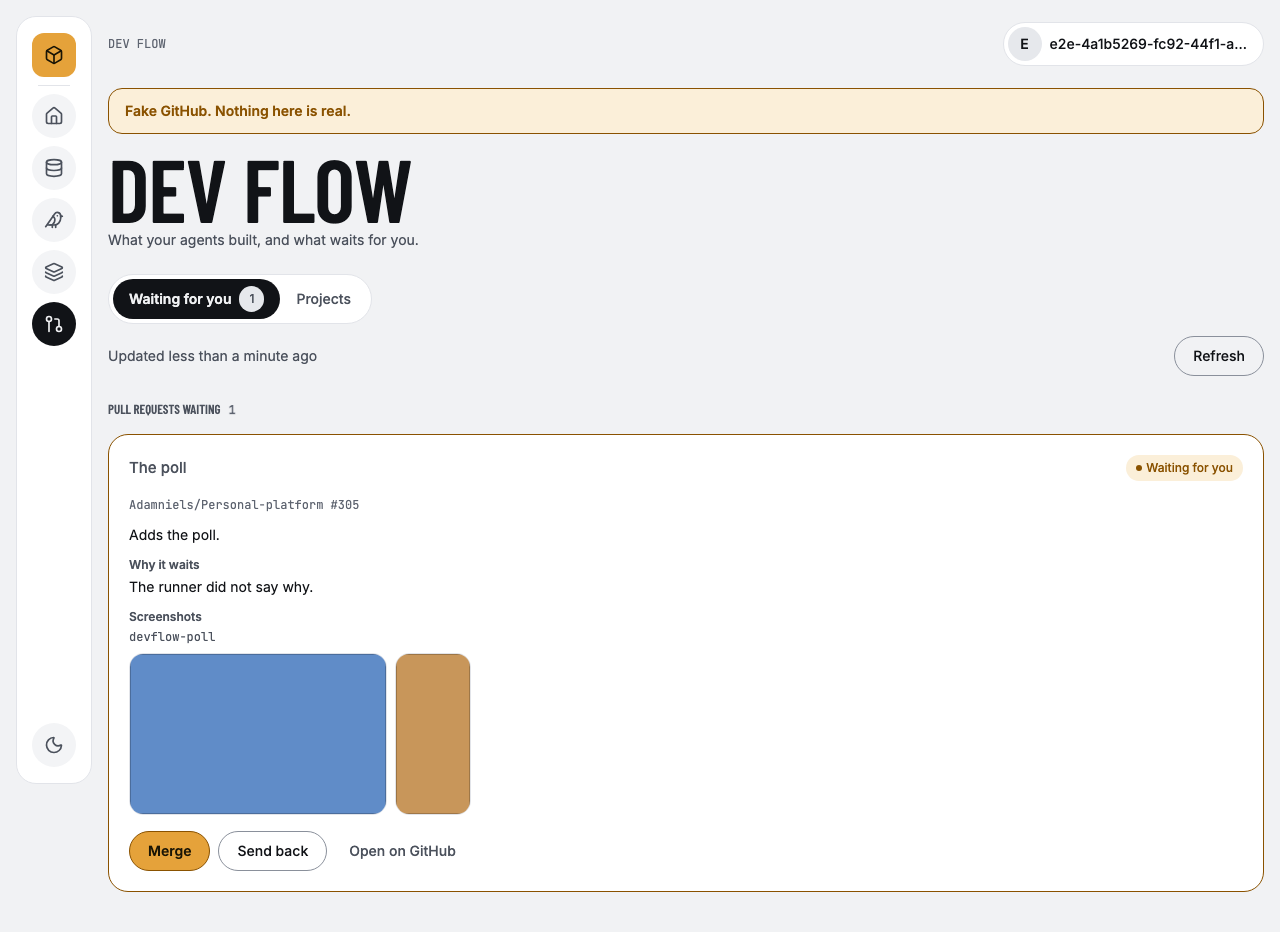 DEV FLOW
E
e2e-4a1b5269-fc92-44f1-a...
Fake GitHub. Nothing here is real.
DEV FLOW
What your agents built, and what waits for you.
Waiting for you 1
Projects
Updated less than a minute ago
Refresh
PULL REQUESTS WAITING 1
The poll
Waiting for you
Adamniels/Personal-platform #305
Adds the poll.
Why it waits
The runner did not say why.
Screenshots
devflow-poll
Merge
Send back
Open on GitHub